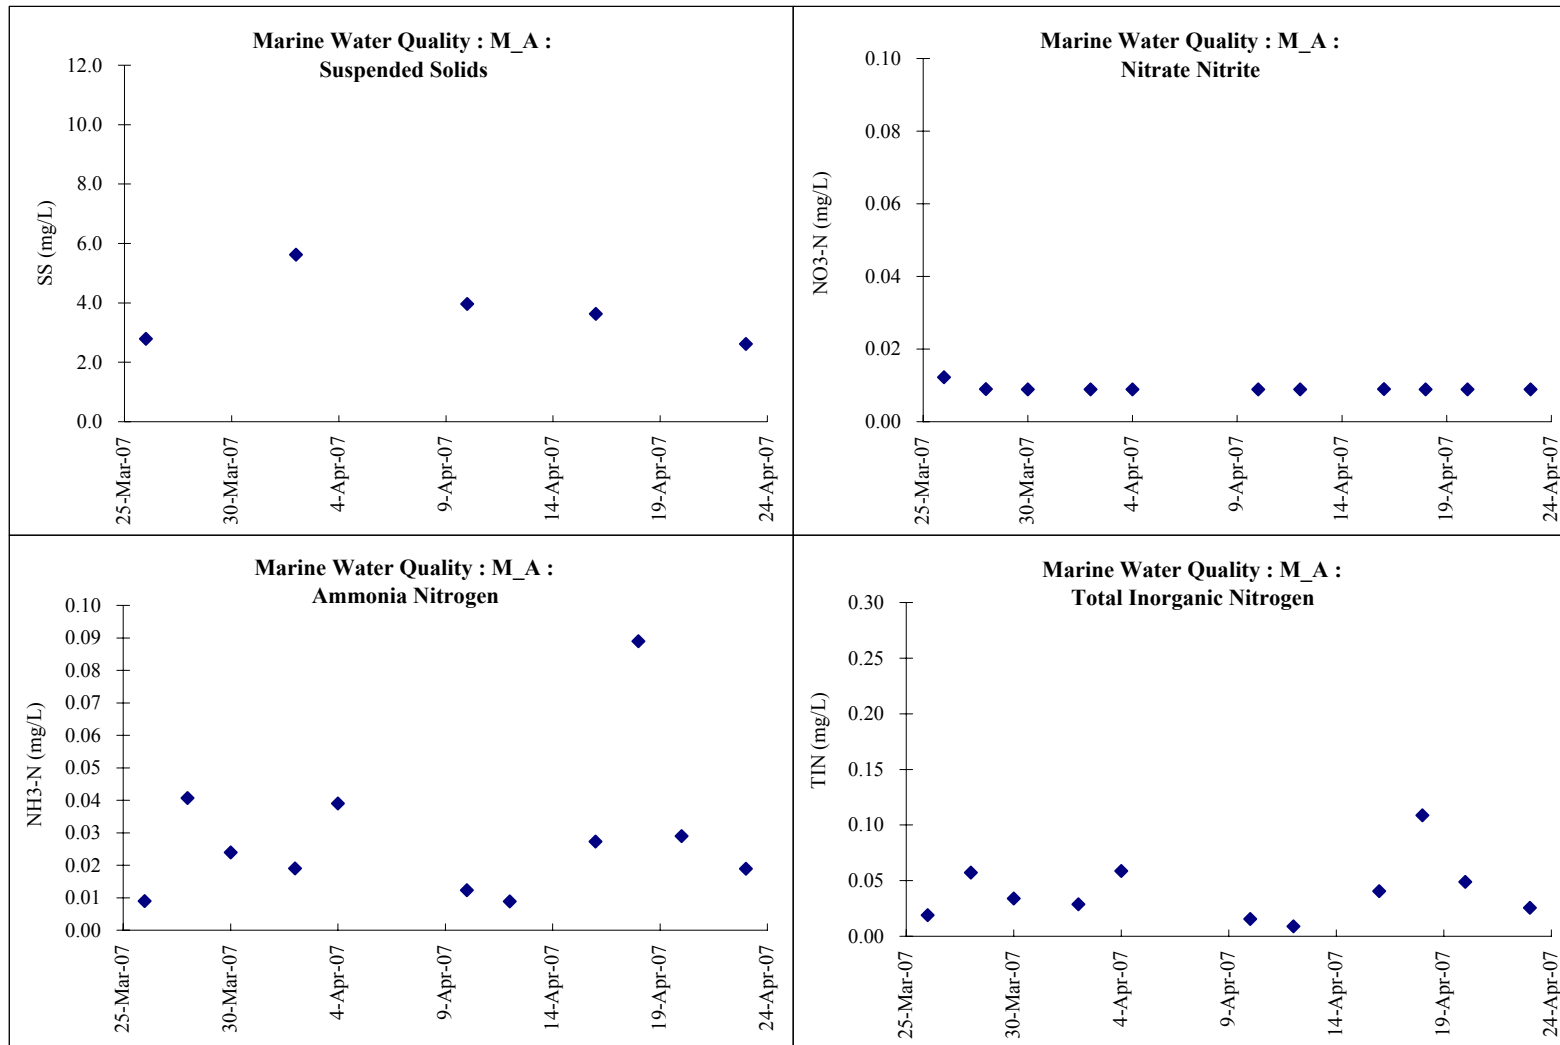 Marine Water Quality : M_A :
Suspended Solids
12.0
10.0
8.0
6.0
4.0
2.0
0.0
SS (mg/L)
25-Mar-07
30-Mar-07
4-Apr-07
9-Apr-07
14-Apr-07
19-Apr-07
24-Apr-07
Marine Water Quality : M_A :
Nitrate Nitrite
0.10
0.08
0.06
0.04
0.02
0.00
NO3-N (mg/L)
25-Mar-07
30-Mar-07
4-Apr-07
9-Apr-07
14-Apr-07
19-Apr-07
24-Apr-07
Marine Water Quality : M_A :
Ammonia Nitrogen
0.10
0.09
0.08
0.07
0.06
0.05
0.04
0.03
0.02
0.01
0.00
NH3-N (mg/L)
25-Mar-07
30-Mar-07
4-Apr-07
9-Apr-07
14-Apr-07
19-Apr-07
24-Apr-07
Marine Water Quality : M_A :
Total Inorganic Nitrogen
0.30
0.25
0.20
0.15
0.10
0.05
0.00
TIN (mg/L)
25-Mar-07
30-Mar-07
4-Apr-07
9-Apr-07
14-Apr-07
19-Apr-07
24-Apr-07